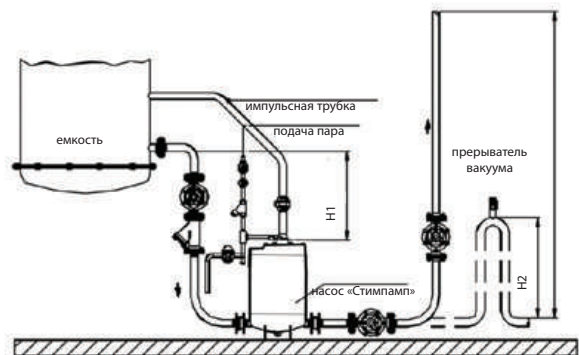 импульсная трубка
подача пара
емкость
прерыватель
вакуума
H1
H2
насос «Стимпамп»